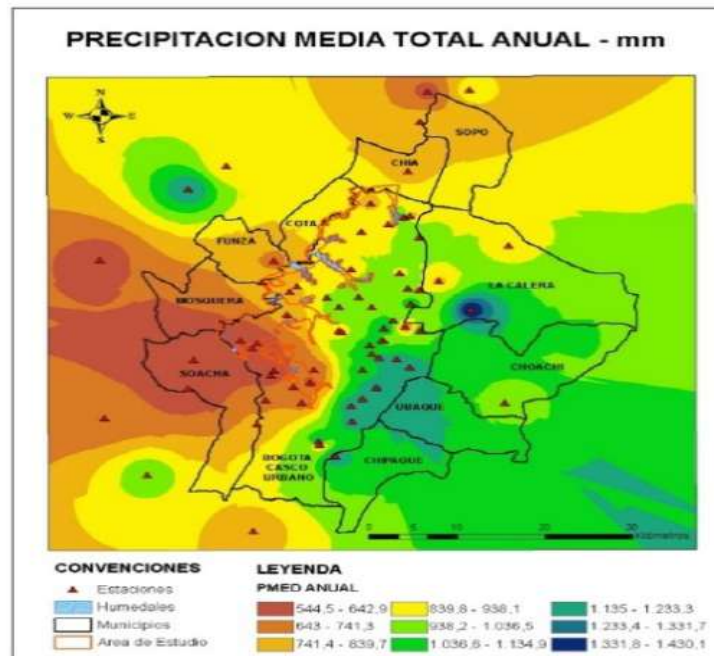 PRECIPITACION MEDIA TOTAL ANUAL - mm
N
W E
S
SOPO
CHIA
COTA
FUNZA
LA CALERA
MOSQUERA
CHOACHI
SOACHA
UBAQUE
BOGOTA
CASCO
URBANO
CHIPAQUE
0 5 10 20 30
Kilometros
CONVENCIONES
Estaciones
Humedales
Municipios
Area de Estudio
LEYENDA
PMED ANUAL
544,5 - 642,9
643 - 741,3
741,4 - 839,7
839,8 - 938,1
938,2 - 1.036,5
1.036,6 - 1.134,9
1.135 - 1.233,3
1.233,4 - 1.331,7
1.331,8 - 1.430,1